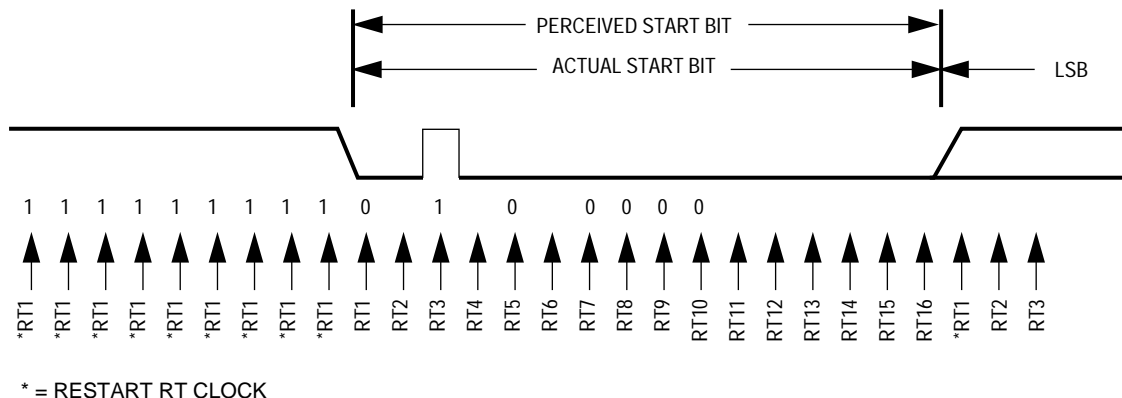 PERCEIVED START BIT
ACTUAL START BIT LSB
1 1 1 1 1 1 1 1 1 0 1 0 0 0 0 0
*RT1 *RT1 *RT1 *RT1 *RT1 *RT1 *RT1 *RT1 *RT1 RT1 RT2 RT3 RT4 RT5 RT6 RT7 RT8 RT9 RT10 RT11 RT12 RT13 RT14 RT15 RT16 *RT1 RT2 RT3
* = RESTART RT CLOCK